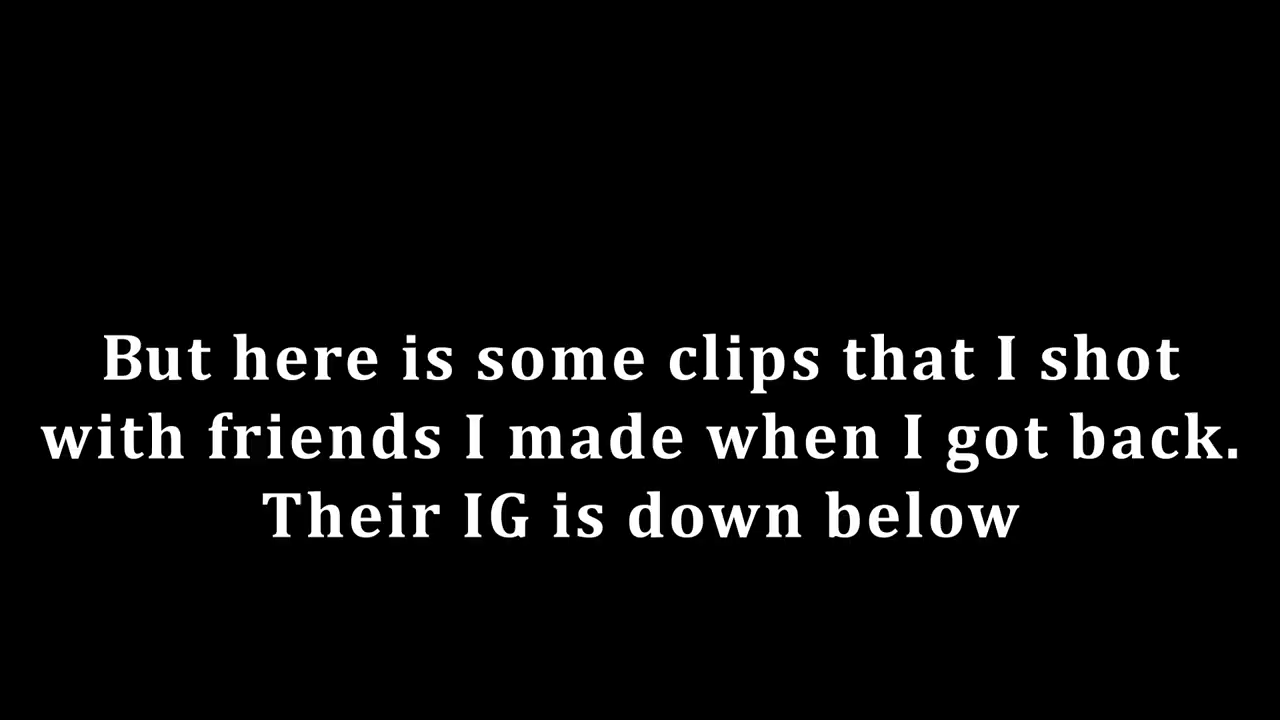 But here is some clips that I shot
with friends I made when I got back.
Their IG is down below